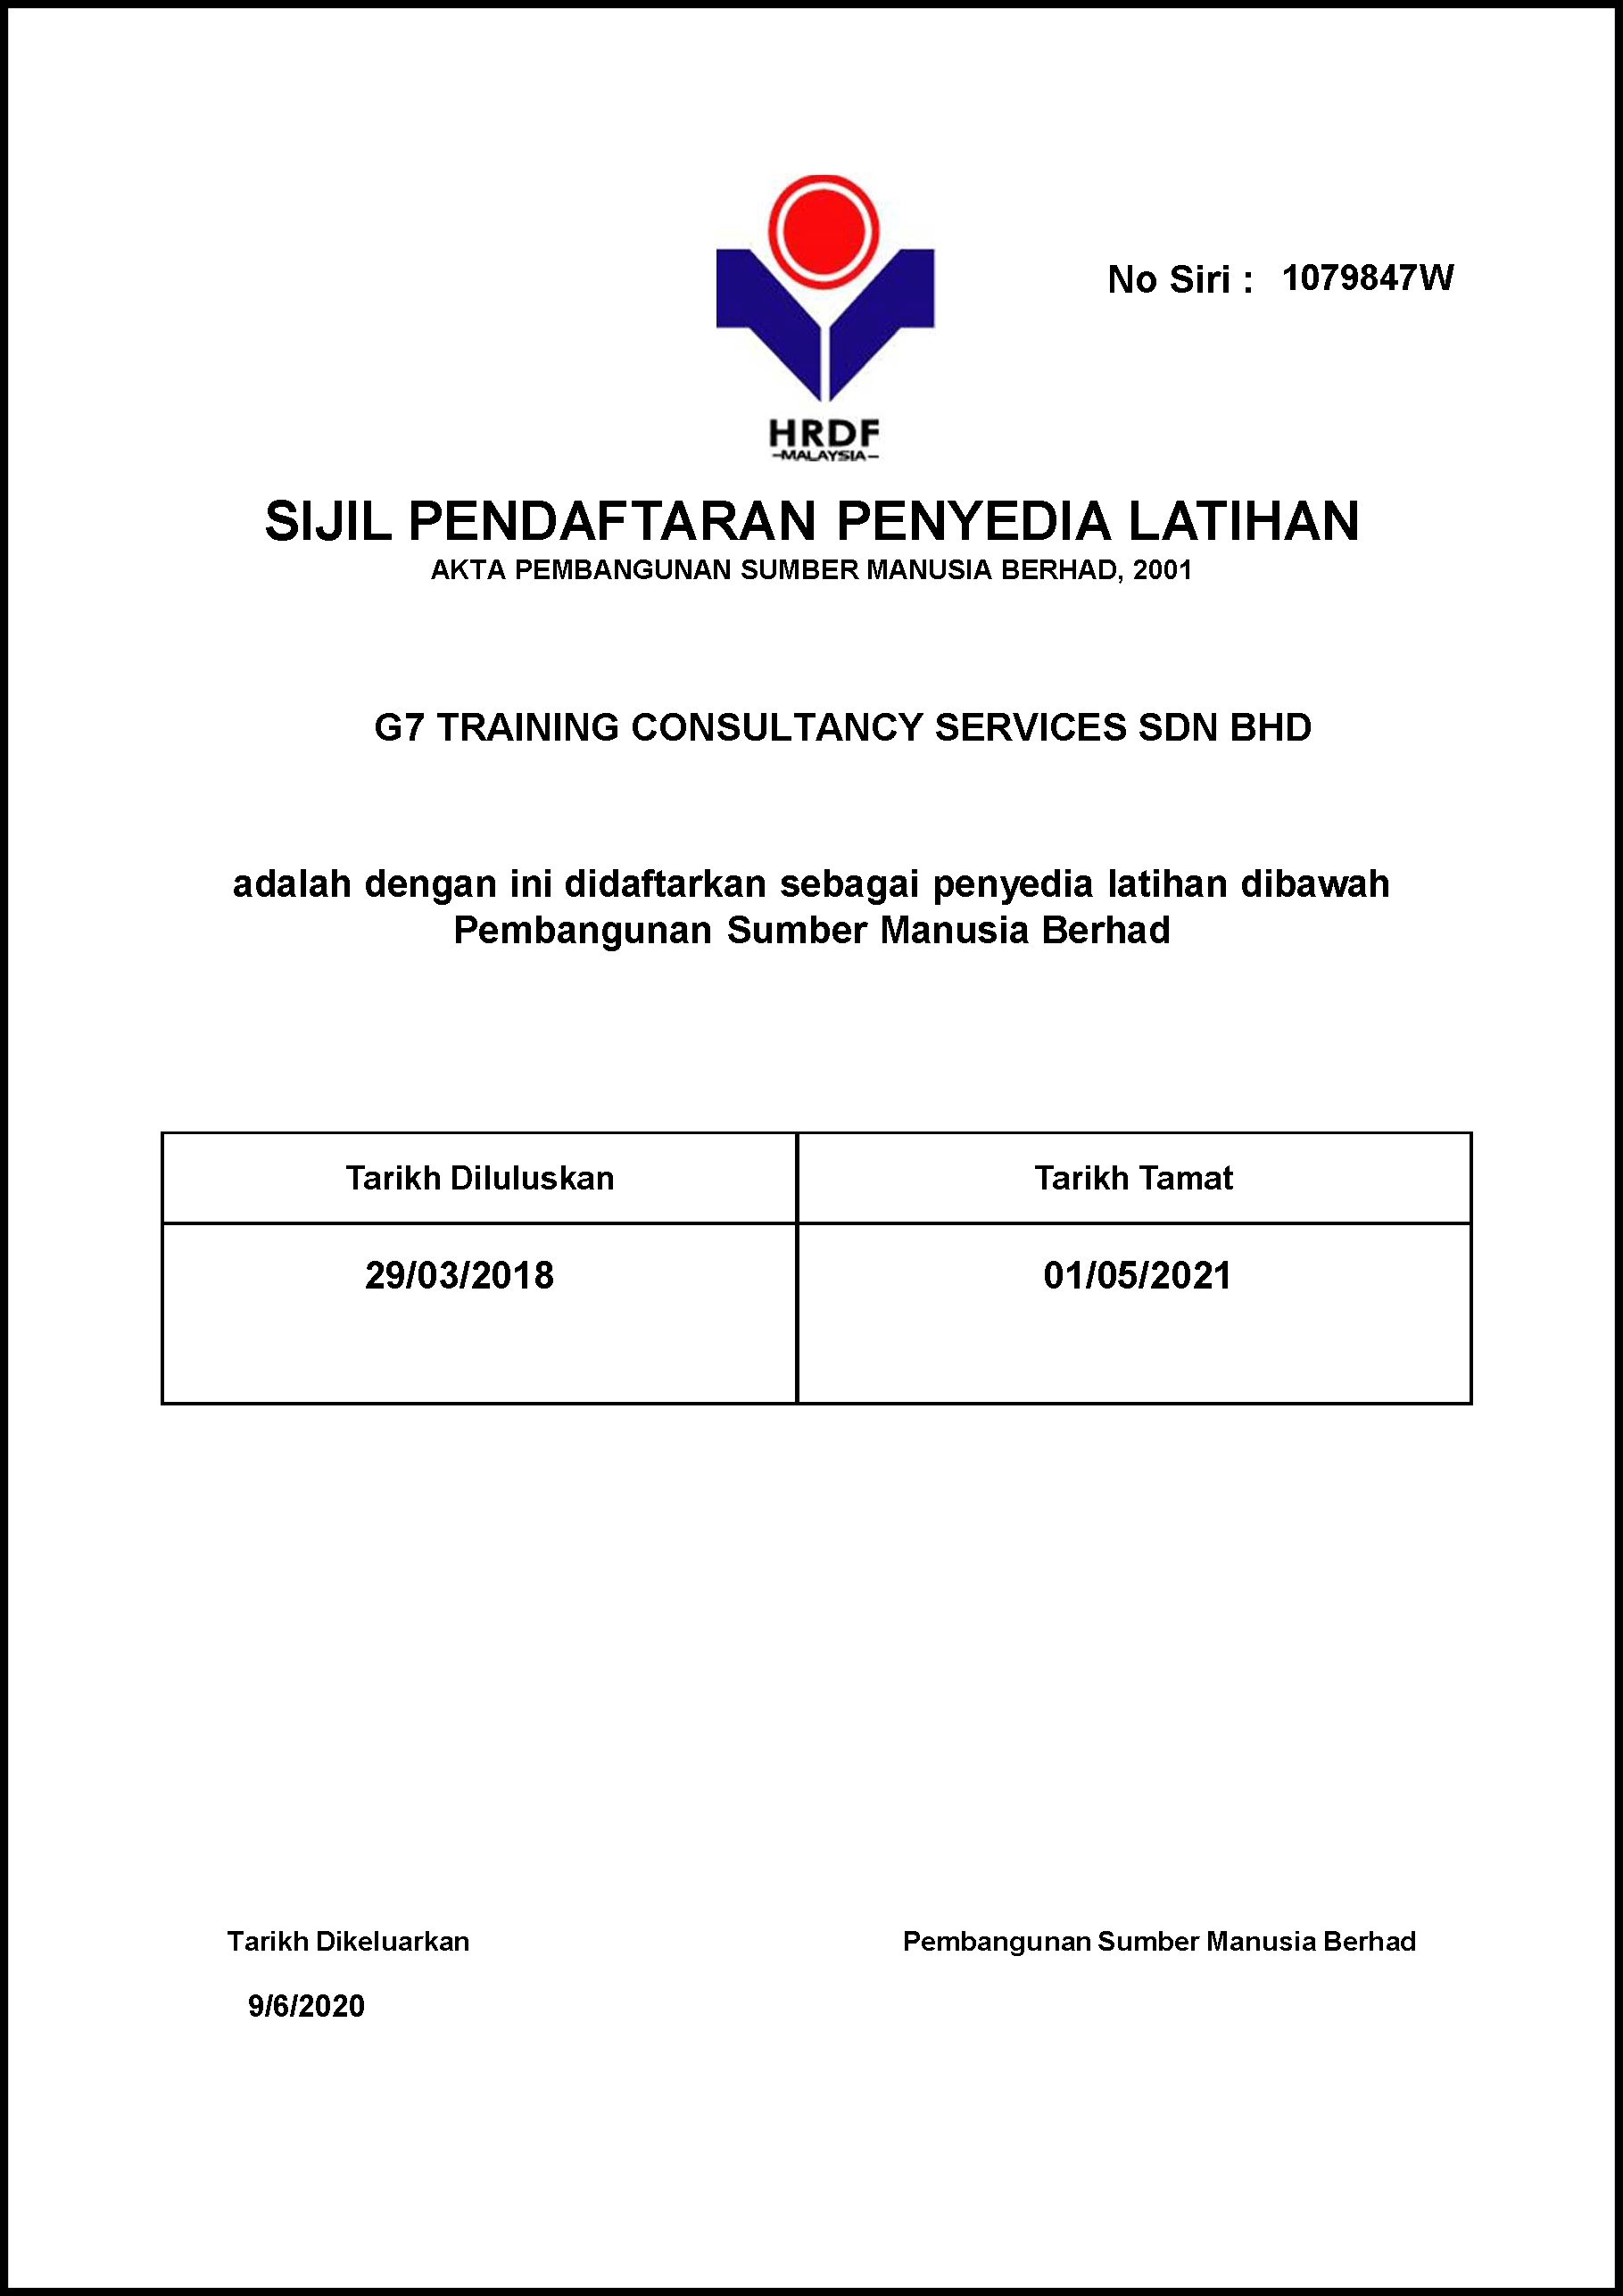 No Siri : 1079847W
HRDF
MALAYSIA
SIJIL PENDAFTARAN PENYEDIA LATIHAN
AKTA PEMBANGUNAN SUMBER MANUSIA BERHAD, 2001
G7 TRAINING CONSULTANCY SERVICES SDN BHD
adalah dengan ini didaftarkan sebagai penyedia latihan dibawah
Pembangunan Sumber Manusia Berhad
Tarikh Diluluskan Tarikh Tamat
29/03/2018 01/05/2021
Tarikh Dikeluarkan Pembangunan Sumber Manusia Berhad
9/6/2020